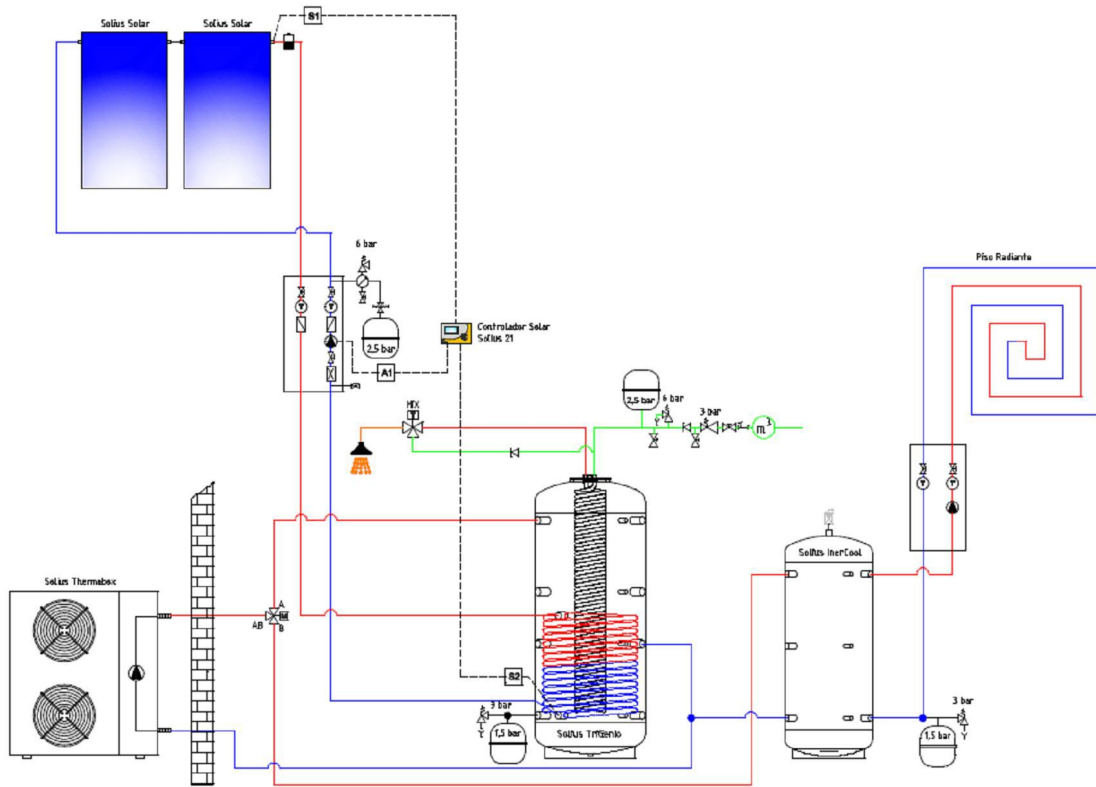 Solius Solar
Solius Solar
S1
6 bar
2,5 bar
Controlador Solar
Solius 21
A1
Piso Radiante
MIX
2,5 bar
6 bar
3 bar
m³
Solius InerCool
Solius Thermabox
A
AB
B
M
S2
3 bar
1,5 bar
Solius TriGenio
3 bar
1,5 bar